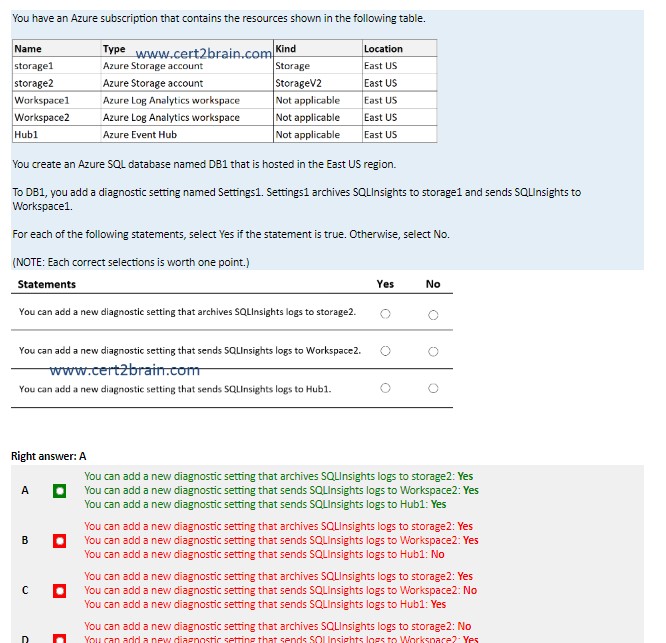 You have an Azure subscription that contains the resources shown in the following table.
Name Type www.cert2brain.com Kind Location
storage1 Azure Storage account Storage East US
storage2 Azure Storage account StorageV2 East US
Workspace1 Azure Log Analytics workspace Not applicable East US
Workspace2 Azure Log Analytics workspace Not applicable East US
Hub1 Azure Event Hub Not applicable East US
You create an Azure SQL database named DB1 that is hosted in the East US region.
To DB1, you add a diagnostic setting named Settings1. Settings1 archives SQLInsights to storage1 and sends SQLInsights to
Workspace1.
For each of the following statements, select Yes if the statement is true. Otherwise, select No.
(NOTE: Each correct selections is worth one point.)
Statements Yes No
You can add a new diagnostic setting that archives SQLInsights logs to storage2.
You can add a new diagnostic setting that sends SQLInsights logs to Workspace2.
www.cert2brain.com
You can add a new diagnostic setting that sends SQLInsights logs to Hub1.
Right answer: A
You can add a new diagnostic setting that archives SQLInsights logs to storage2: Yes
A You can add a new diagnostic setting that sends SQLInsights logs to Workspace2: Yes
You can add a new diagnostic setting that sends SQLInsights logs to Hub1: Yes
You can add a new diagnostic setting that archives SQLInsights logs to storage2: Yes
B You can add a new diagnostic setting that sends SQLInsights logs to Workspace2: Yes
You can add a new diagnostic setting that sends SQLInsights logs to Hub1: No
You can add a new diagnostic setting that archives SQLInsights logs to storage2: Yes
C You can add a new diagnostic setting that sends SQLInsights logs to Workspace2: No
You can add a new diagnostic setting that sends SQLInsights logs to Hub1: Yes
You can add a new diagnostic setting that archives SQLInsights logs to storage2: No
D You can add a new diagnostic setting that sends SQLInsights logs to Workspace2: Yes